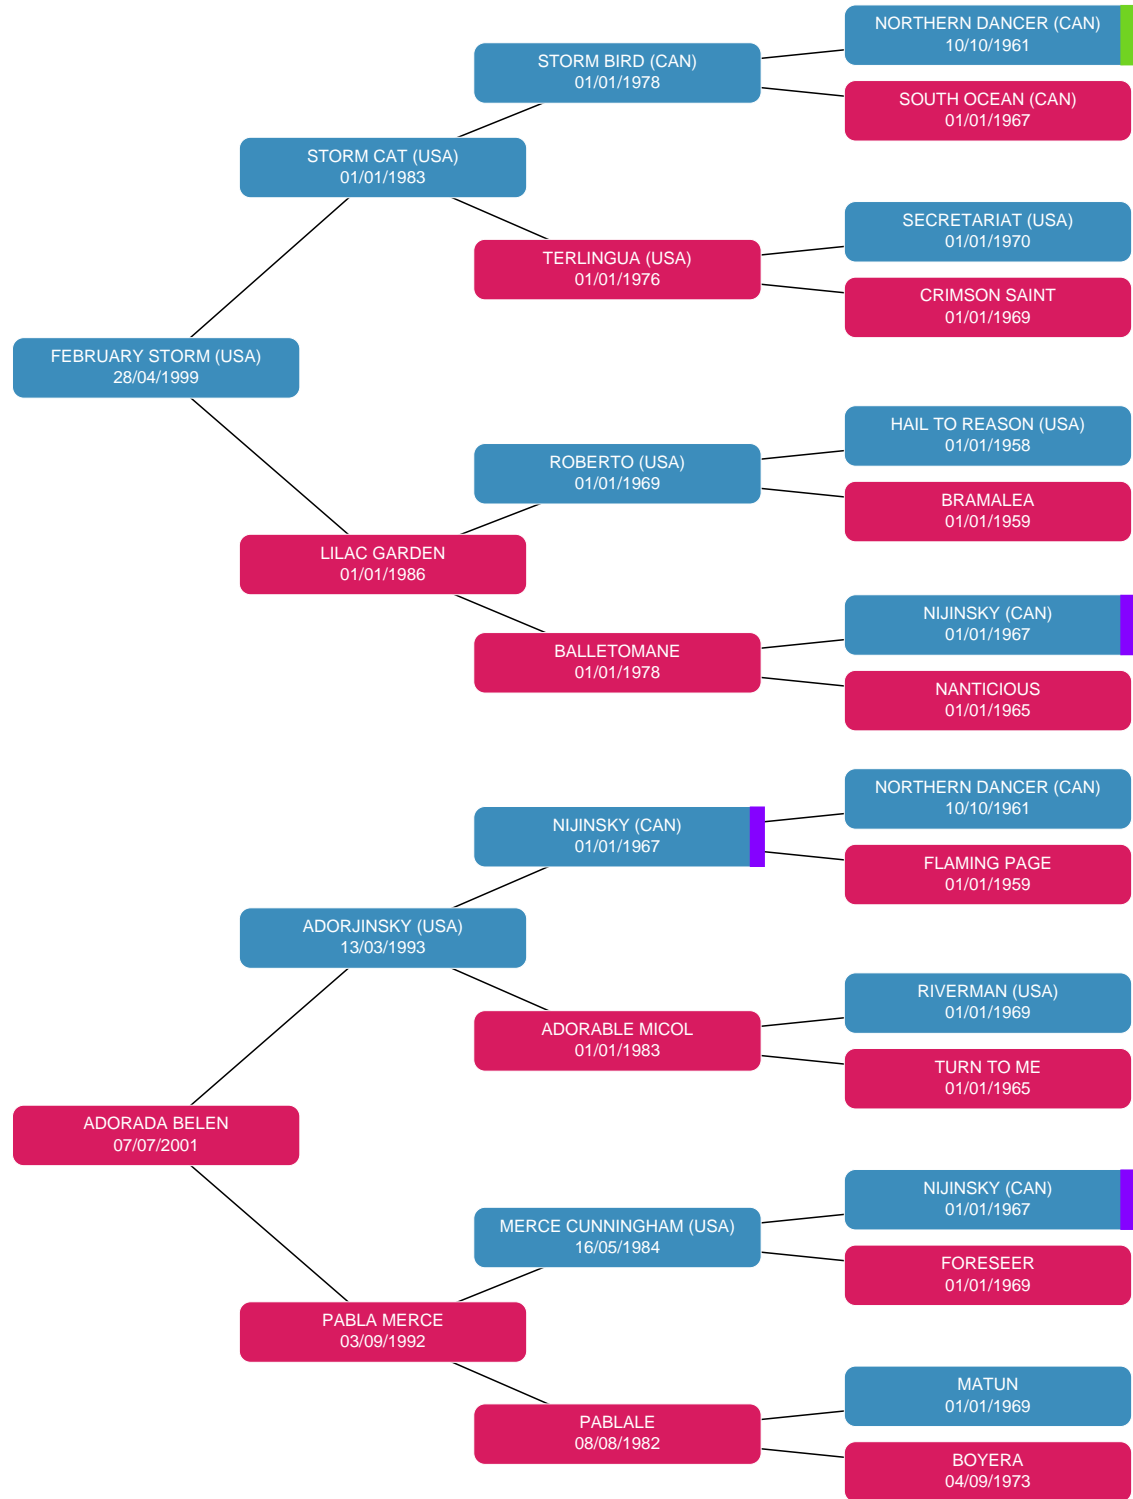 NORTHERN DANCER (CAN)
10/10/1961
STORM BIRD (CAN)
01/01/1978
SOUTH OCEAN (CAN)
01/01/1967
STORM CAT (USA)
01/01/1983
SECRETARIAT (USA)
01/01/1970
TERLINGUA (USA)
01/01/1976
CRIMSON SAINT
01/01/1969
FEBRUARY STORM (USA)
28/04/1999
HAIL TO REASON (USA)
01/01/1958
ROBERTO (USA)
01/01/1969
BRAMALEA
01/01/1959
LILAC GARDEN
01/01/1986
NIJINSKY (CAN)
01/01/1967
BALLETOMANE
01/01/1978
NANTICIOUS
01/01/1965
NORTHERN DANCER (CAN)
10/10/1961
NIJINSKY (CAN)
01/01/1967
FLAMING PAGE
01/01/1959
ADORJINSKY (USA)
13/03/1993
RIVERMAN (USA)
01/01/1969
ADORABLE MICOL
01/01/1983
TURN TO ME
01/01/1965
ADORADA BELEN
07/07/2001
NIJINSKY (CAN)
01/01/1967
MERCE CUNNINGHAM (USA)
16/05/1984
FORESEER
01/01/1969
PABLA MERCE
03/09/1992
MATUN
01/01/1969
PABLALE
08/08/1982
BOYERA
04/09/1973